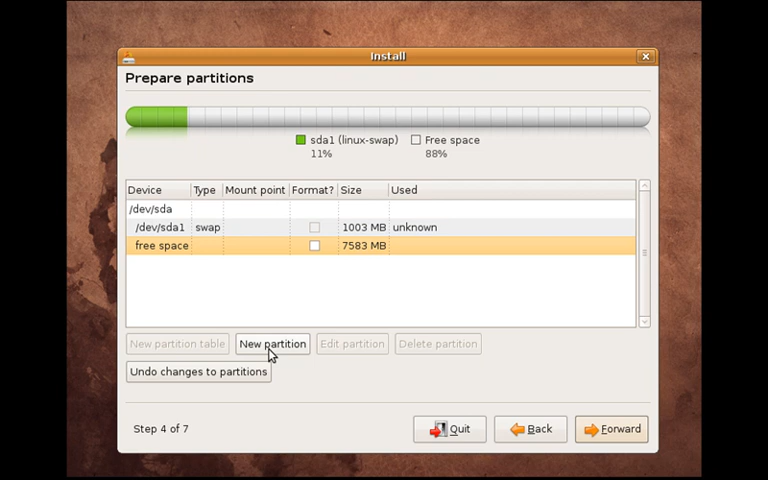 Install
Prepare partitions
sda1 (linux-swap) Free space
11% 88%
Device Type Mount point Format? Size Used
/dev/sda
/dev/sda1 swap 1003 MB unknown
free space 7583 MB
New partition table New partition Edit partition Delete partition
Undo changes to partitions
Step 4 of 7 Quit Back Forward